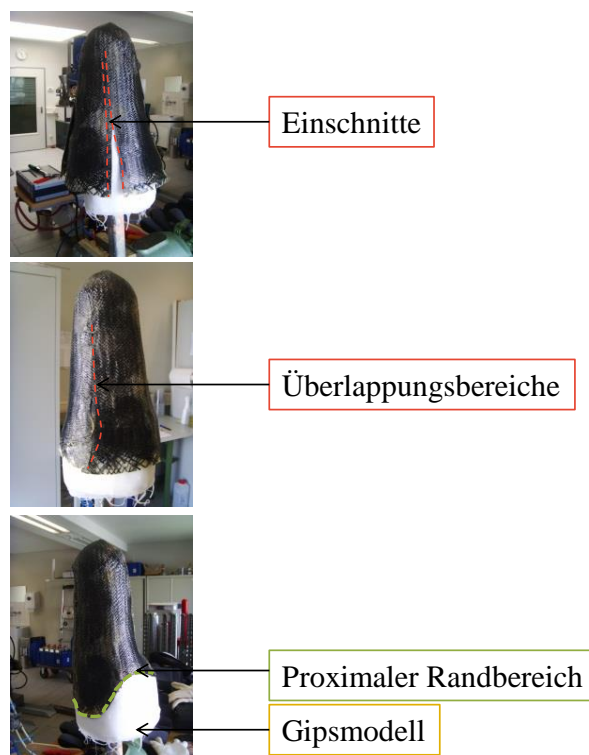 Einschnitte
Überlappungsbereiche
Proximaler Randbereich
Gipsmodell